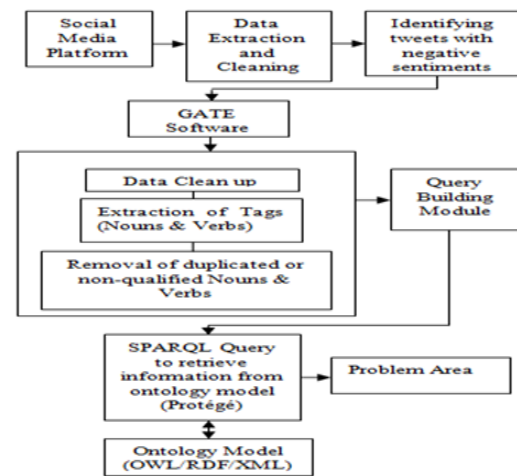 Social
Media
Platform
Data
Extraction
and
Cleaning
Identifying
tweets with
negative
sentiments
GATE
Software
Data Clean up
Extraction of Tags
(Nouns & Verbs)
Removal of duplicated or
non-qualified Nouns &
Verbs
Query
Building
Module
SPARQL Query
to retrieve
information from
ontology model
(Protégé)
Problem Area
Ontology Model
(OWL/RDF/XML)